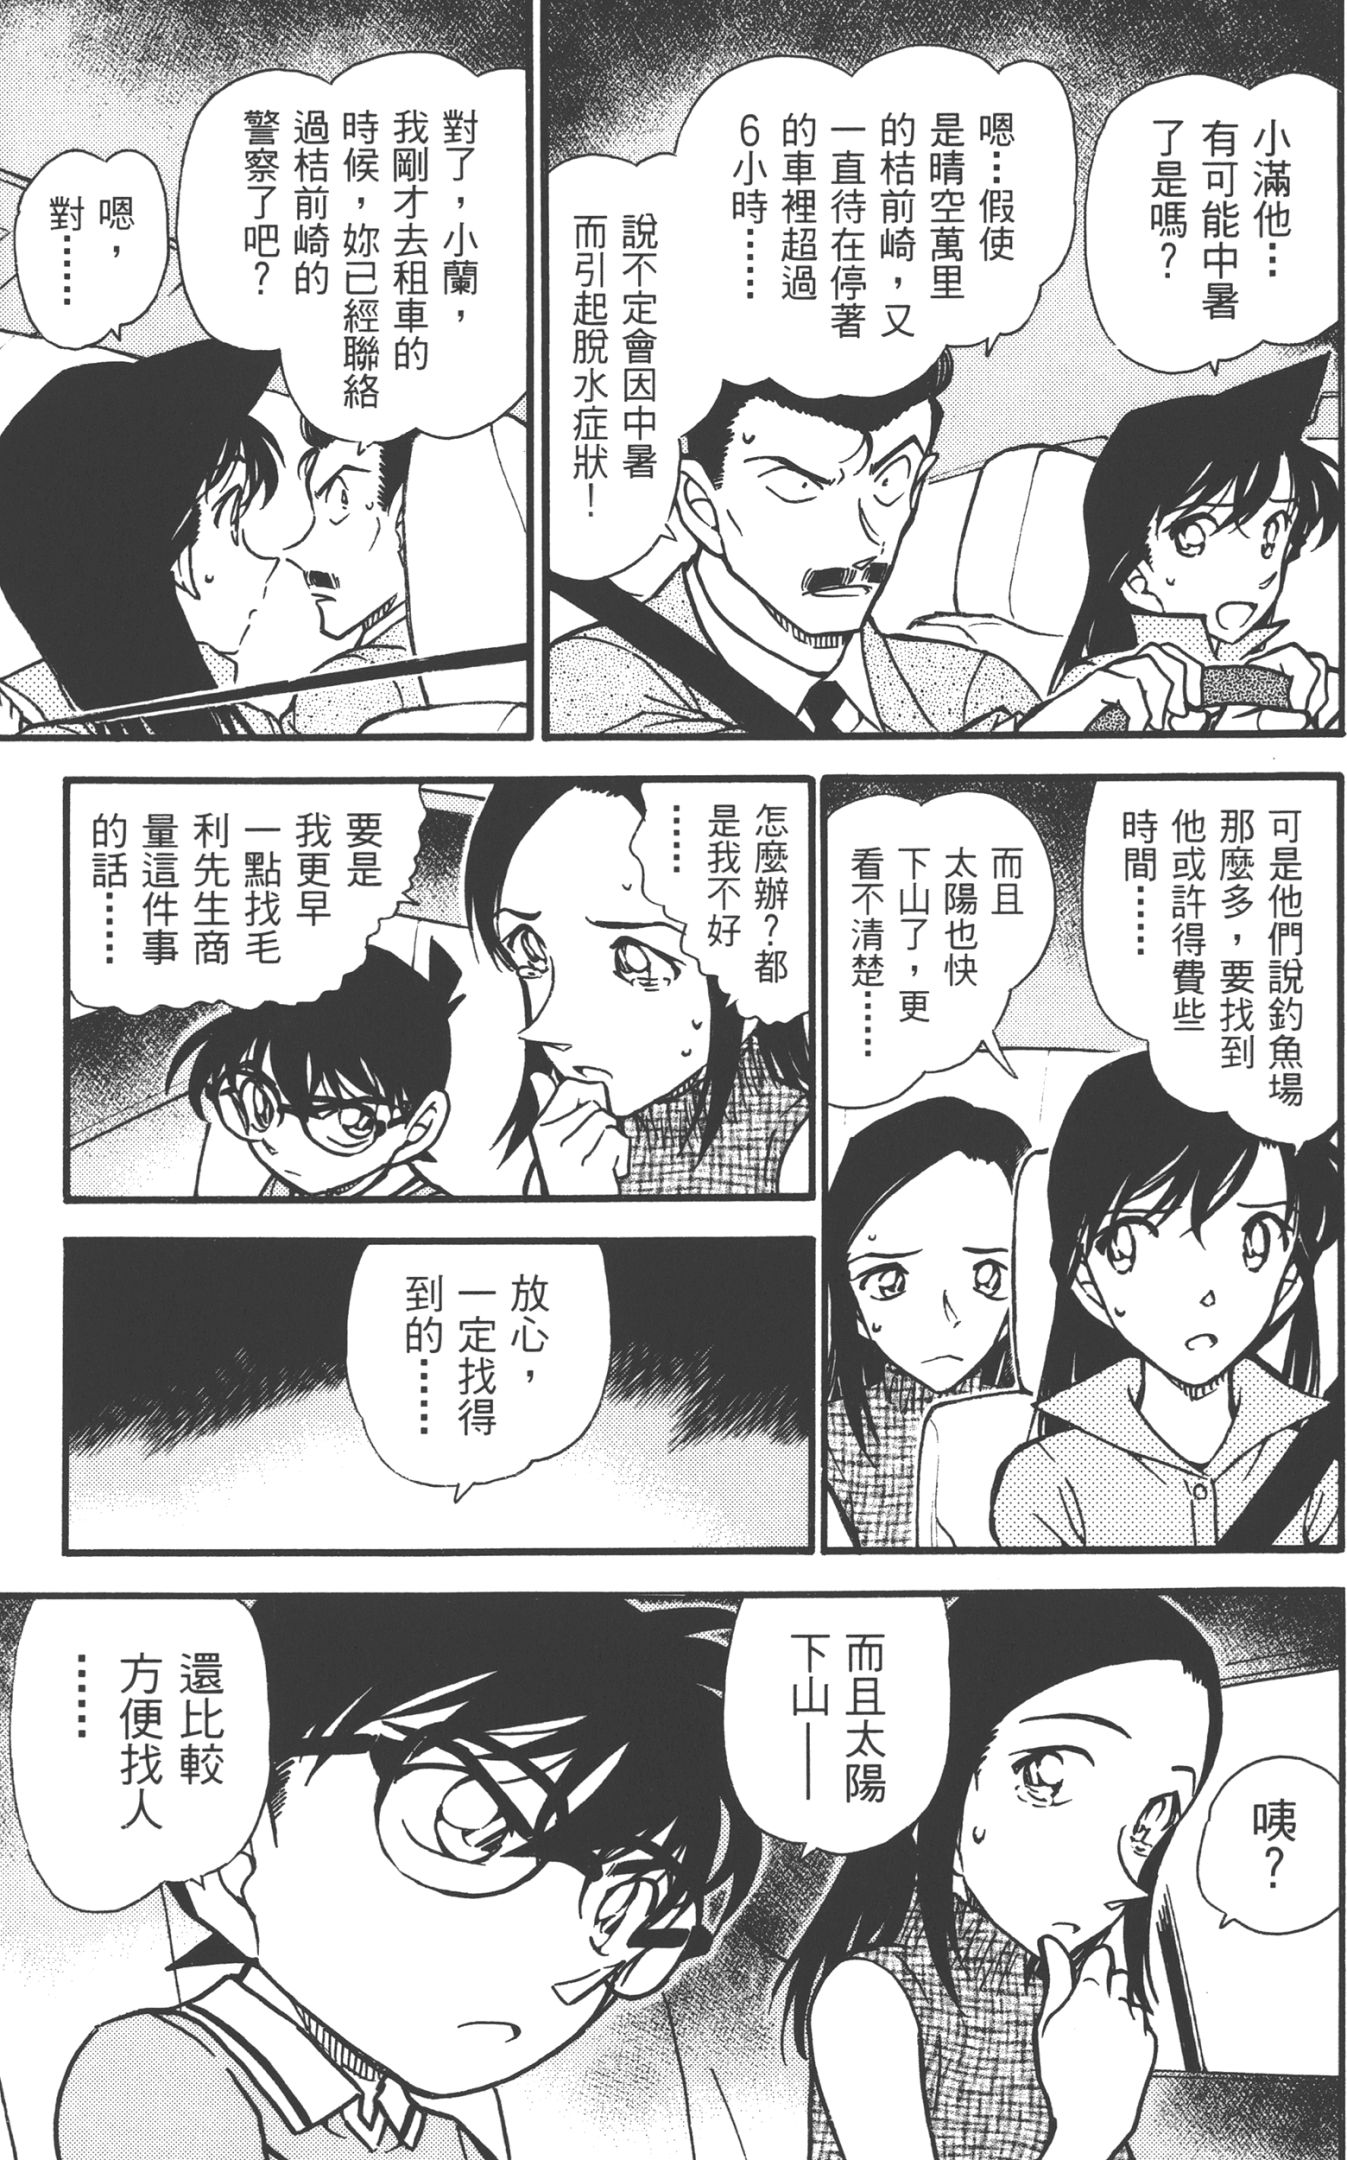 小滿他…
有可能中暑
了是嗎？
嗯…假使
是晴空萬里
的桔前崎，又
一直待在停著
的車裡超過
6小時……
說不定會因中暑
而引起脫水症狀！
對了，小蘭，
我剛才去租車的
時候，妳已經聯絡
過桔前崎的
警察了吧？
嗯，
對……
可是他們說釣魚場
那麼多，要找到
他或許得費些
時間……
而且
太陽也快
下山了，更
看不清楚……
怎麼辦？都
是我不好
……
要是
我更早
一點找毛
利先生商
量這件事
的話……
放心，
一定找得
到的……
咦？
而且太陽
下山──
還比較
方便找人
……